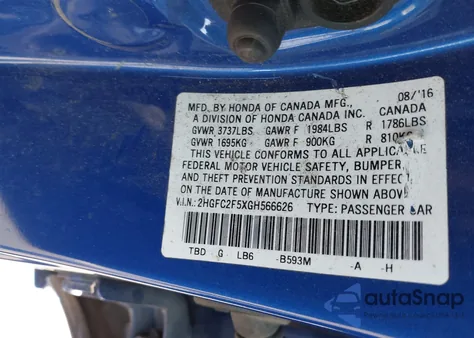 MFD. BY HONDA OF CANADA MFG., 08/'16
A DIVISION OF HONDA CANADA INC. CANADA
GVWR 3737LBS GAWR F 1984LBS R 1786LBS
GVWR 1695KG GAWR F 900KG R 810KG
THIS VEHICLE CONFORMS TO ALL APPLICABLE
FEDERAL MOTOR VEHICLE SAFETY, BUMPER,
AND THEFT PREVENTION STANDARDS IN EFFECT
ON THE DATE OF MANUFACTURE SHOWN ABOVE
V.I.N.: 2HGFC2F5XGH566626 TYPE: PASSENGER CAR
TBD G LB6 -B593M -A -H
autoSnap